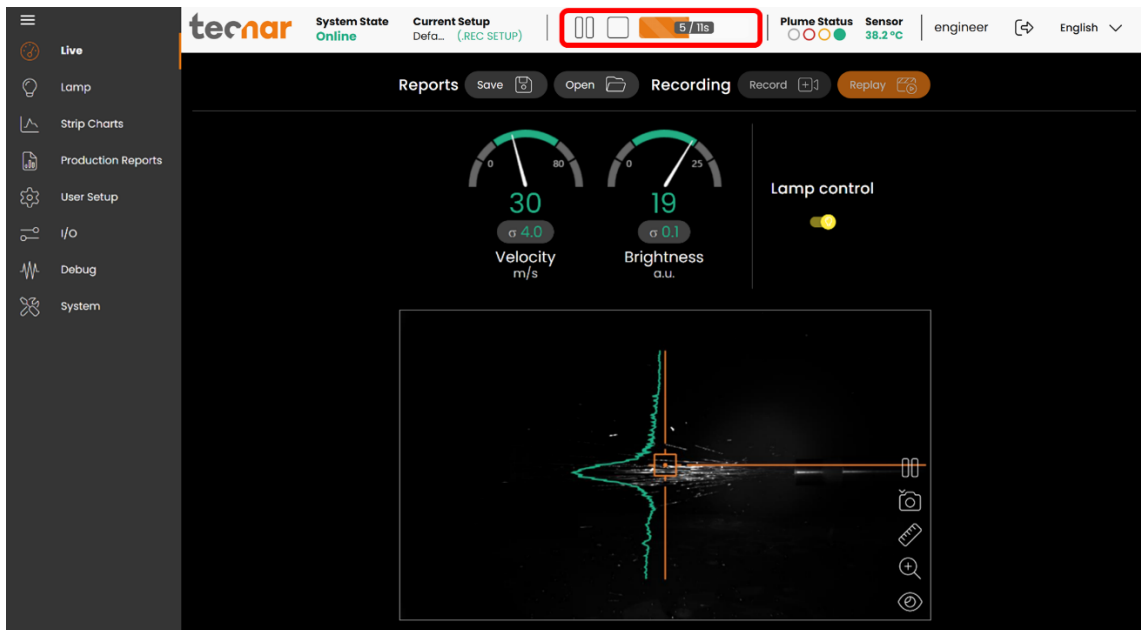 tecnar
System State
Online
Current Setup
Defa... (.REC SETUP)
5 / 11s
Plume Status
Sensor
38.2 °C
engineer
English
Live
Lamp
Strip Charts
Production Reports
User Setup
I/O
Debug
System
Reports
Save
Open
Recording
Record
Replay
0
80
30
σ 4.0
Velocity
m/s
0
25
19
σ 0.1
Brightness
a.u.
Lamp control